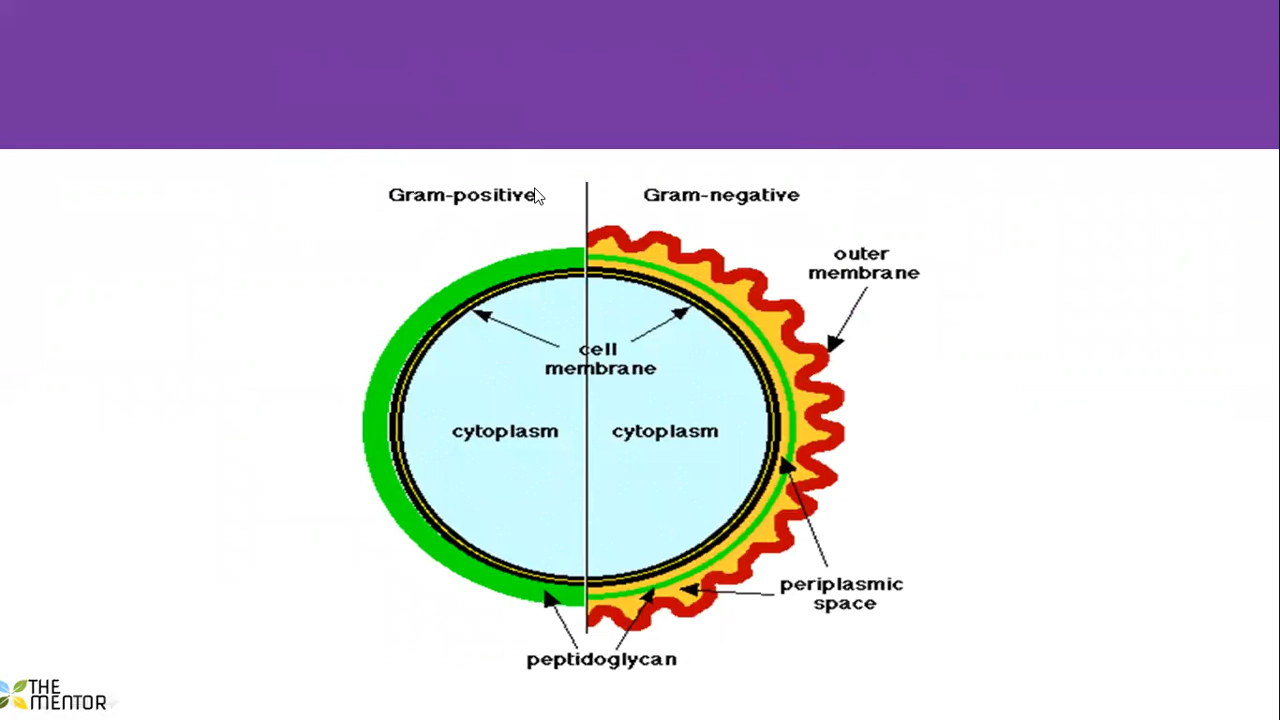 Gram-positive
Gram-negative
outer
membrane
cell
membrane
cytoplasm
cytoplasm
periplasmic
space
peptidoglycan
THE
MENTOR